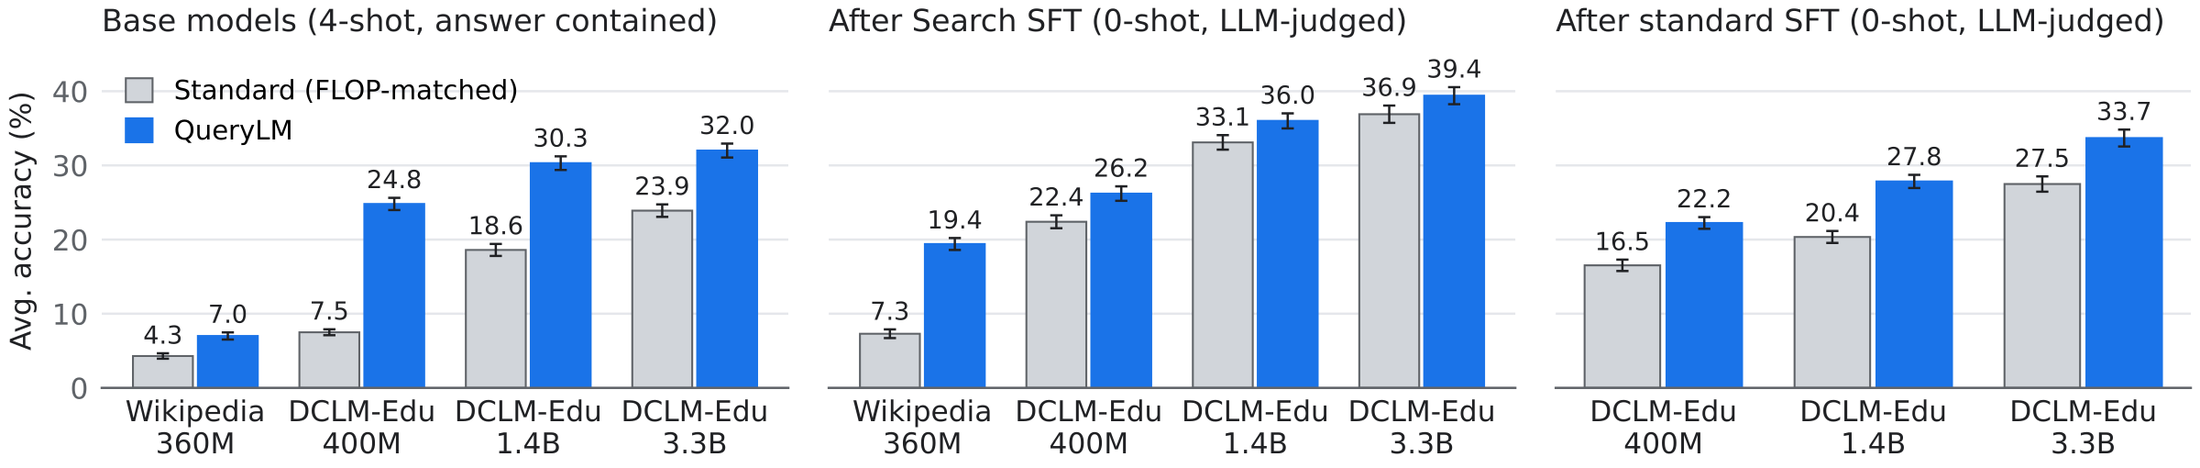 Base models (4-shot, answer contained)
Avg. accuracy (%)
40
30
20
10
0
Standard (FLOP-matched)
QueryLM
4.3
7.0
7.5
24.8
18.6
30.3
23.9
32.0
Wikipedia
360M
DCLM-Edu
400M
DCLM-Edu
1.4B
DCLM-Edu
3.3B
After Search SFT (0-shot, LLM-judged)
7.3
19.4
22.4
26.2
33.1
36.0
36.9
39.4
Wikipedia
360M
DCLM-Edu
400M
DCLM-Edu
1.4B
DCLM-Edu
3.3B
After standard SFT (0-shot, LLM-judged)
16.5
22.2
20.4
27.8
27.5
33.7
DCLM-Edu
400M
DCLM-Edu
1.4B
DCLM-Edu
3.3B